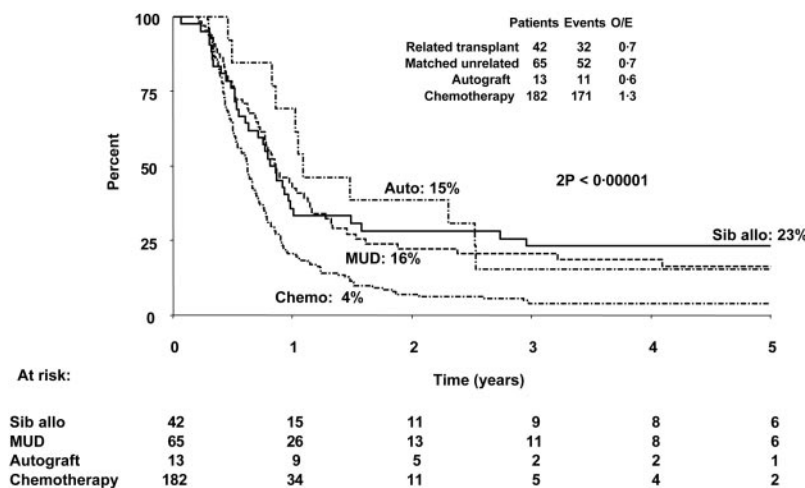 Patients Events O/E
Related transplant 42 32 0·7
Matched unrelated 65 52 0·7
Autograft 13 11 0·6
Chemotherapy 182 171 1·3
100
75
50
25
0
Percent
Auto: 15%
2P < 0·00001
Sib allo: 23%
MUD: 16%
Chemo: 4%
0 1 2 3 4 5
Time (years)
At risk:
Sib allo 42 15 11 9 8 6
MUD 65 26 13 11 8 6
Autograft 13 9 5 2 2 1
Chemotherapy 182 34 11 5 4 2